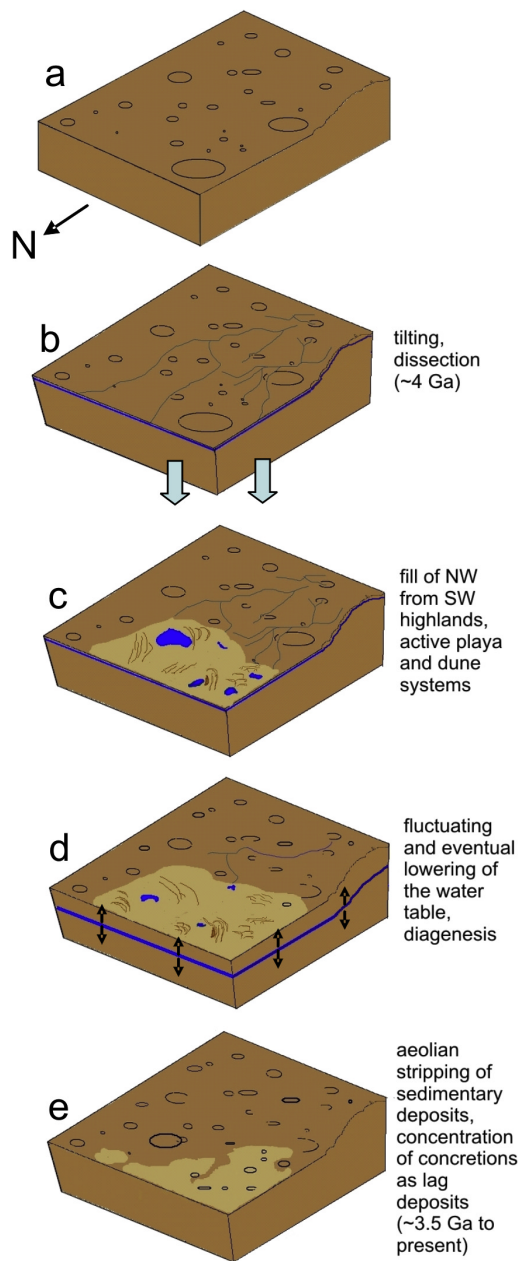 a
N
b
tilting,
dissection
(~4 Ga)
c
fill of NW
from SW
highlands,
active playa
and dune
systems
d
fluctuating
and eventual
lowering of
the water
table,
diagenesis
e
aeolian
stripping of
sedimentary
deposits,
concentration
of concretions
as lag
deposits
(~3.5 Ga to
present)